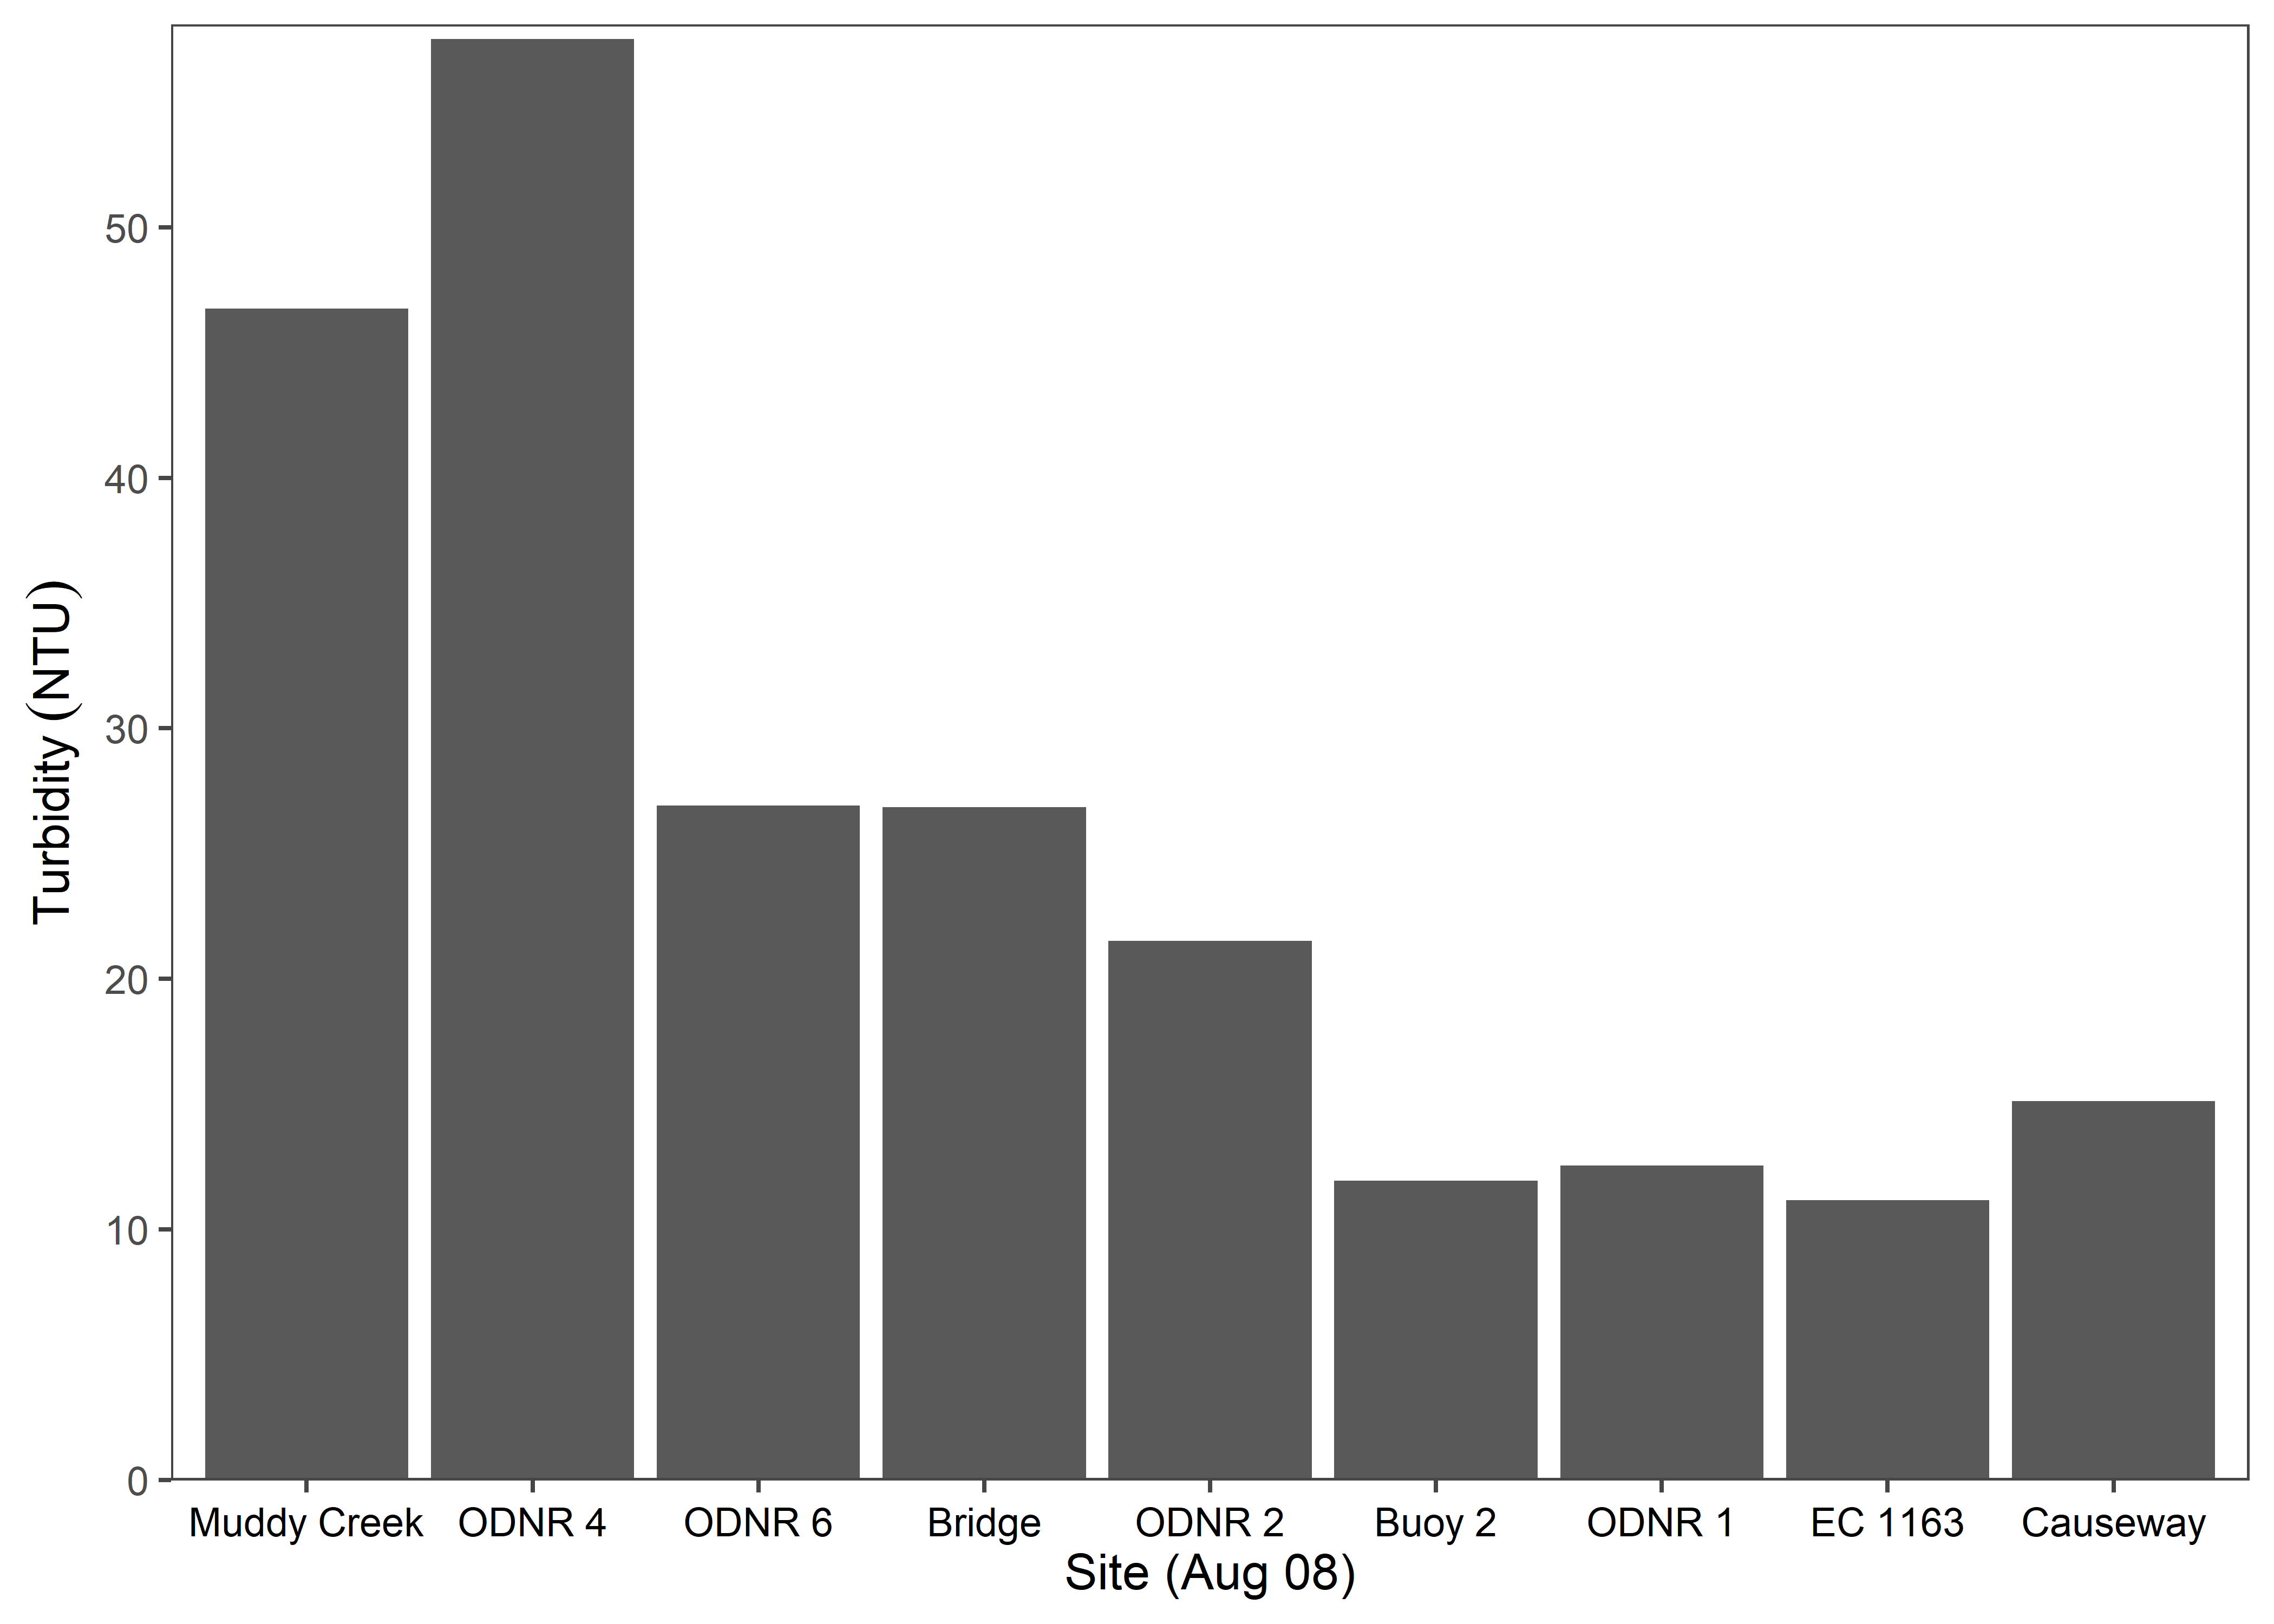 Turbidity (NTU)
50
40
30
20
10
0
Muddy Creek ODNR 4 ODNR 6 Bridge ODNR 2 Buoy 2 ODNR 1 EC 1163 Causeway
Site (Aug 08)